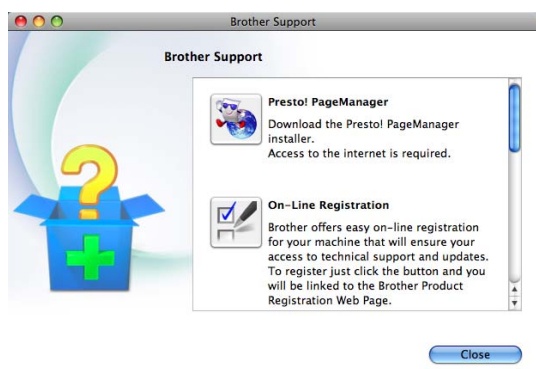 Brother Support
Brother Support
Presto! PageManager
Download the Presto! PageManager
installer.
Access to the internet is required.
On-Line Registration
Brother offers easy on-line registration
for your machine that will ensure your
access to technical support and updates.
To register just click the button and you
will be linked to the Brother Product
Registration Web Page.
Close